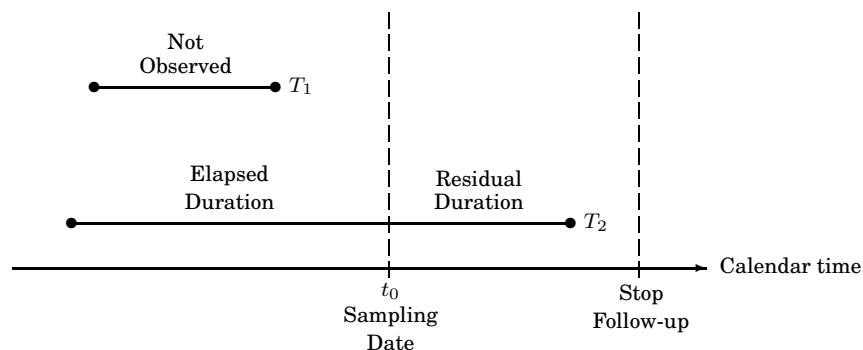 Not
Observed
T₁
Elapsed
Duration
Residual
Duration
T₂
Calendar time
t₀
Sampling
Date
Stop
Follow-up